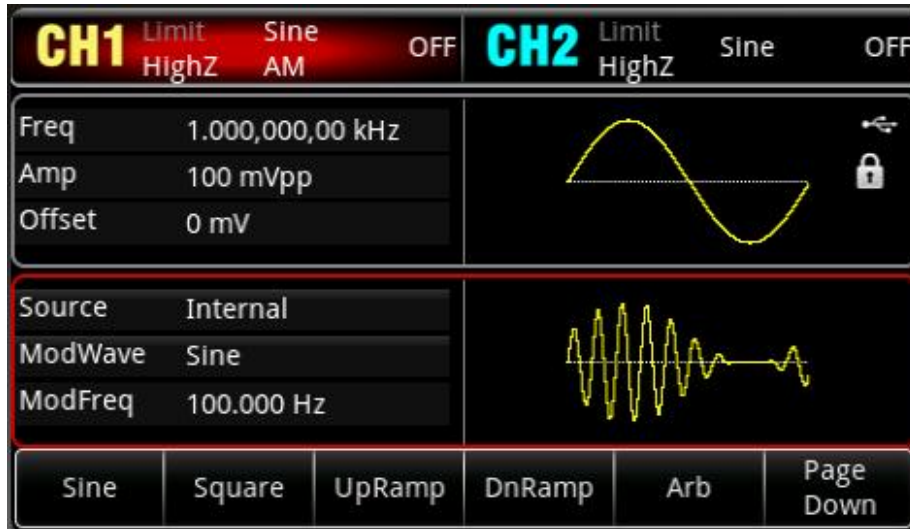 CH1 Limit Sine OFF CH2 Limit Sine OFF
HighZ AM HighZ
Freq 1.000,000,00 kHz
Amp 100 mVpp
Offset 0 mV
Source Internal
ModWave Sine
ModFreq 100.000 Hz
Sine Square UpRamp DnRamp Arb Page Down